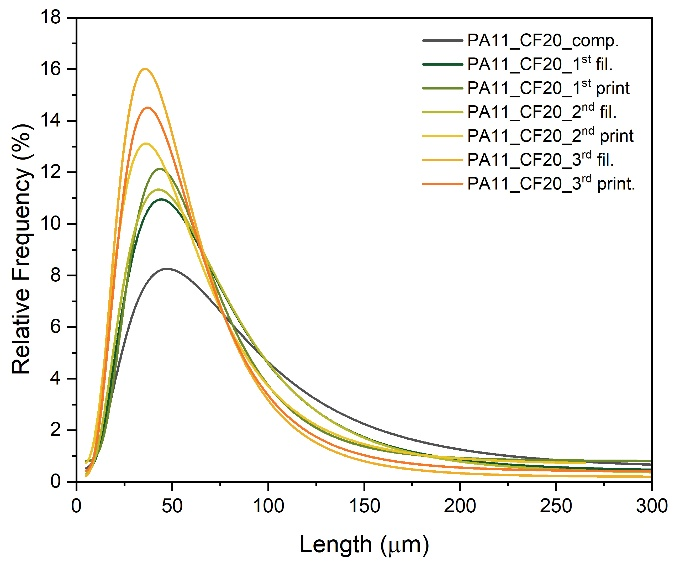 18
16
14
12
10
8
6
4
2
0
Relative Frequency (%)
PA11_CF20_comp.
PA11_CF20_1st fil.
PA11_CF20_1st print
PA11_CF20_2nd fil.
PA11_CF20_2nd print
PA11_CF20_3rd fil.
PA11_CF20_3rd print.
0 50 100 150 200 250 300
Length (μm)